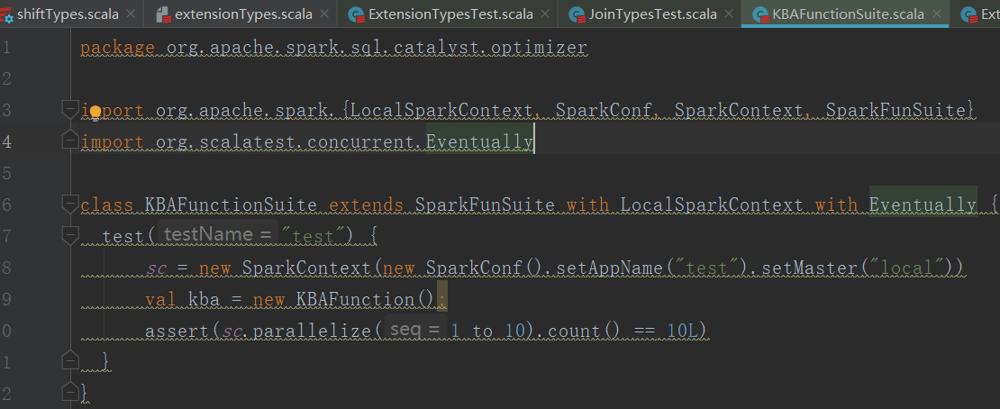 shiftTypes.scala × extensionTypes.scala × ExtensionTypesTest.scala × JoinTypesTest.scala × KBAFunctionSuite.scala × Ext
1 package org.apache.spark.sql.catalyst.optimizer
2
3 import org.apache.spark.{LocalSparkContext, SparkConf, SparkContext, SparkFunSuite}
4 import org.scalatest.concurrent.Eventually
5
6 class KBAFunctionSuite extends SparkFunSuite with LocalSparkContext with Eventually {
7 test( testName = "test") {
8 sc = new SparkContext(new SparkConf().setAppName("test").setMaster("local"))
9 val kba = new KBAFunction();
0 assert(sc.parallelize( seq = 1 to 10).count() == 10L)
1 }
2 }